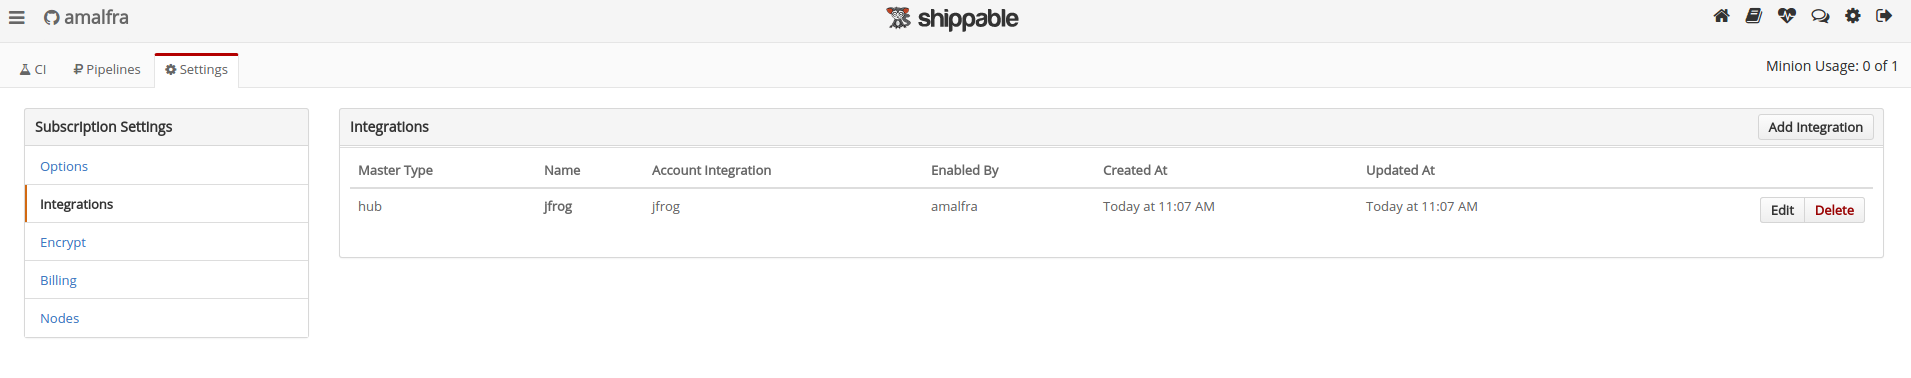 amalfra
shippable
CI Pipelines Settings
Minion Usage: 0 of 1
Subscription Settings
Options
Integrations
Encrypt
Billing
Nodes
Integrations
Add Integration
Master Type Name Account Integration Enabled By Created At Updated At
hub jfrog jfrog amalfra Today at 11:07 AM Today at 11:07 AM Edit Delete